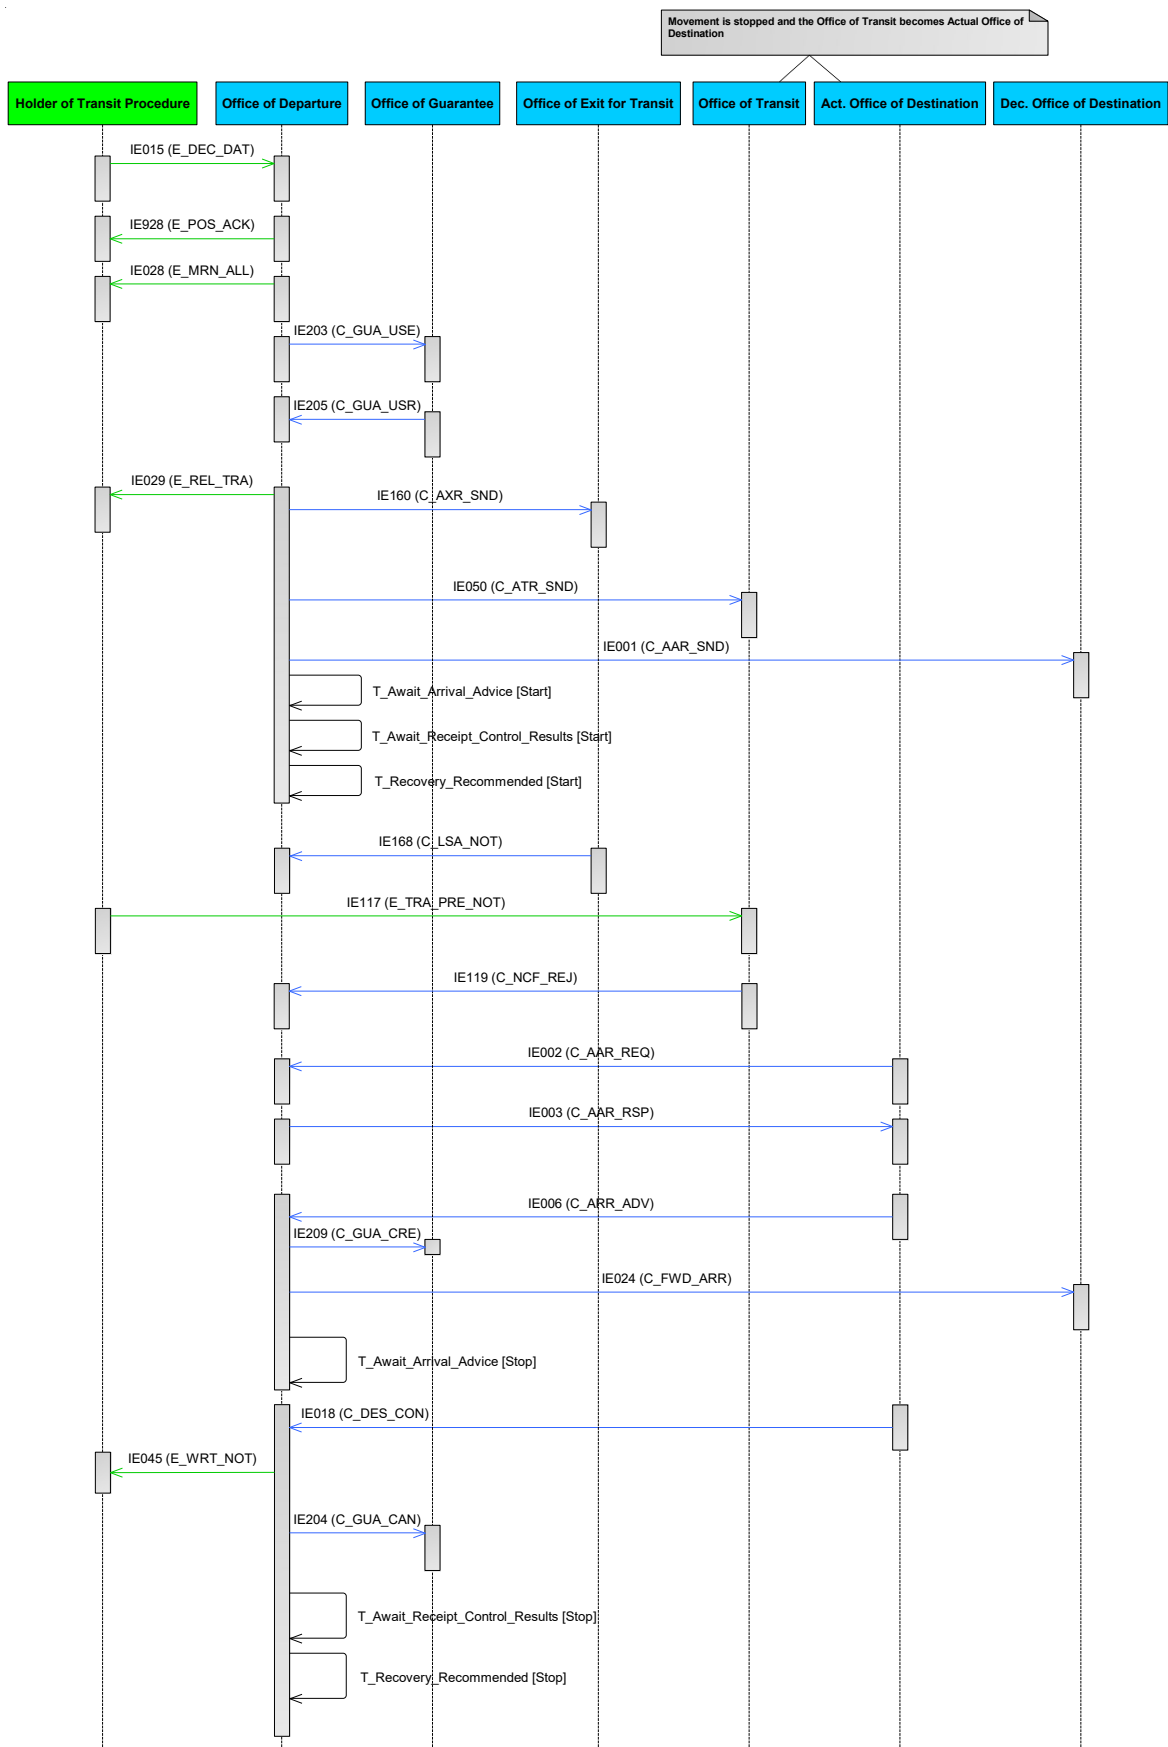 Movement is stopped and the Office of Transit becomes Actual Office of
Destination
Holder of Transit Procedure
Office of Departure
Office of Guarantee
Office of Exit for Transit
Office of Transit
Act. Office of Destination
Dec. Office of Destination
IE015 (E_DEC_DAT)
IE928 (E_POS_ACK)
IE028 (E_MRN_ALL)
IE203 (C_GUA_USE)
IE205 (C_GUA_USR)
IE029 (E_REL_TRA)
IE160 (C_AXR_SND)
IE050 (C_ATR_SND)
IE001 (C_AAR_SND)
T_Await_Arrival_Advice [Start]
T_Await_Receipt_Control_Results [Start]
T_Recovery_Recommended [Start]
IE168 (C_LSA_NOT)
IE117 (E_TRA_PRE_NOT)
IE119 (C_NCF_REJ)
IE002 (C_AAR_REQ)
IE003 (C_AAR_RSP)
IE006 (C_ARR_ADV)
IE209 (C_GUA_CRE)
IE024 (C_FWD_ARR)
T_Await_Arrival_Advice [Stop]
IE018 (C_DES_CON)
IE045 (E_WRT_NOT)
IE204 (C_GUA_CAN)
T_Await_Receipt_Control_Results [Stop]
T_Recovery_Recommended [Stop]